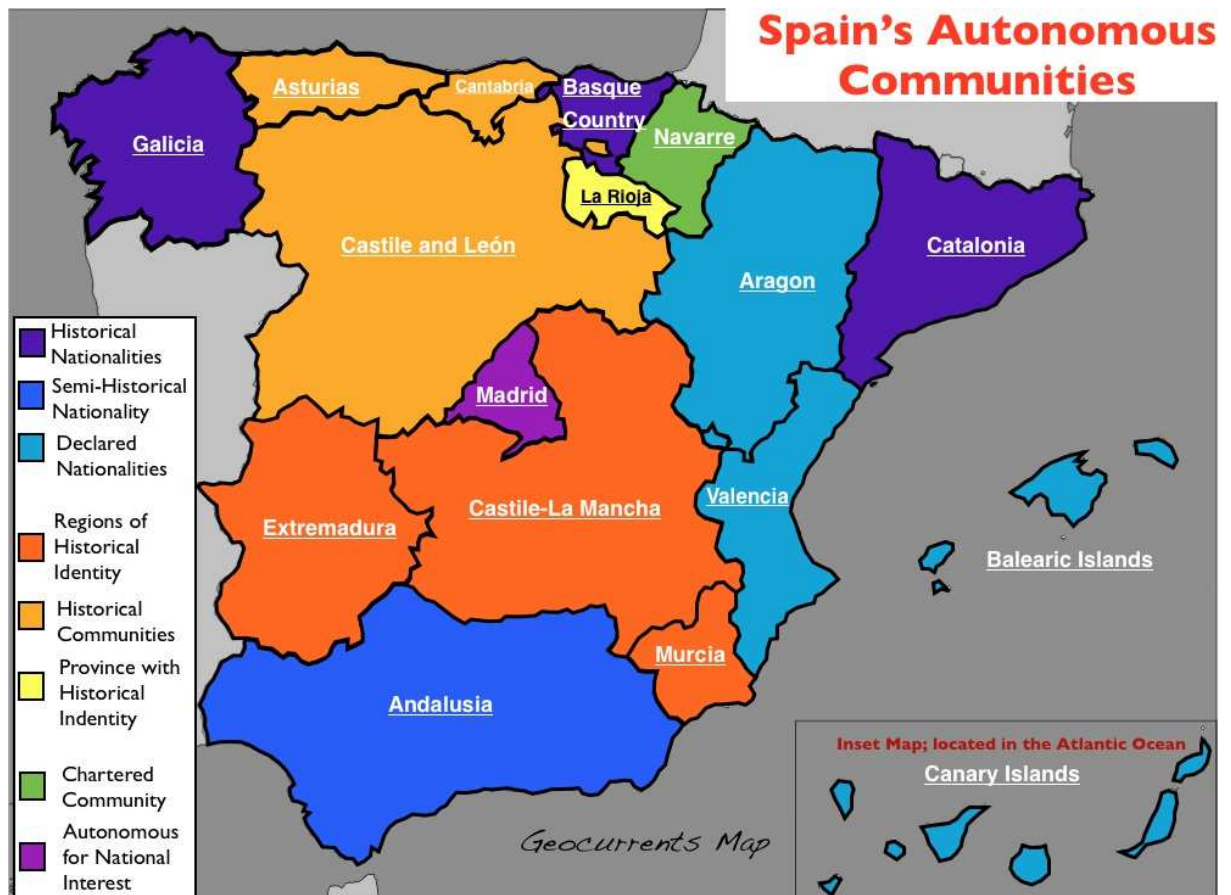 Spain's Autonomous
Communities
Asturias
Cantabria
Basque
Country
Galicia
Navarre
La Rioja
Castile and León
Catalonia
Aragon
Madrid
Valencia
Castile-La Mancha
Extremadura
Balearic Islands
Murcia
Andalusia
Inset Map; located in the Atlantic Ocean
Canary Islands
Geocurrents Map
Historical
Nationalities
Semi-Historical
Nationality
Declared
Nationalities
Regions of
Historical
Identity
Historical
Communities
Province with
Historical
Indentity
Chartered
Community
Autonomous
for National
Interest